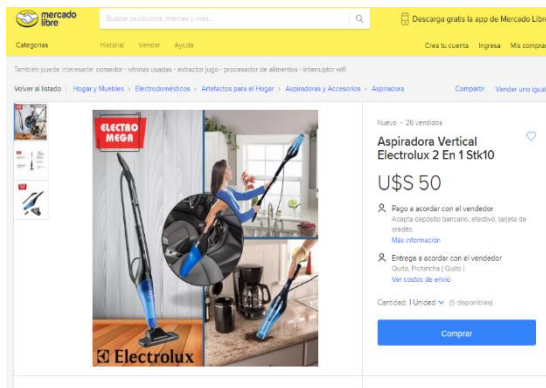 mercado
libre
Buscar productos, marcas y más...
Descarga gratis la app de Mercado Libre
Categorías Historial Vender Ayuda Crea tu cuenta Ingresa Mis compras
También puede interesarte: comedor - vitrinas usadas - extractor jugo - procesador de alimentos - interruptor wifi
Volver al listado | Hogar y Muebles > Electrodomésticos > Artefactos para el Hogar > Aspiradoras y Accesorios > Aspiradora Compartir Vender uno igual
ELECTRO
MEGA
Electrolux
Nuevo - 26 vendidos
Aspiradora Vertical
Electrolux 2 En 1 Stk10
U$S 50
Pago a acordar con el vendedor
Acepta depósito bancario, efectivo, tarjeta de
crédito
Más información
Entrega a acordar con el vendedor
Quito, Pichincha ( Quito )
Ver costos de envío
Cantidad: 1 Unidad (5 disponibles)
Comprar